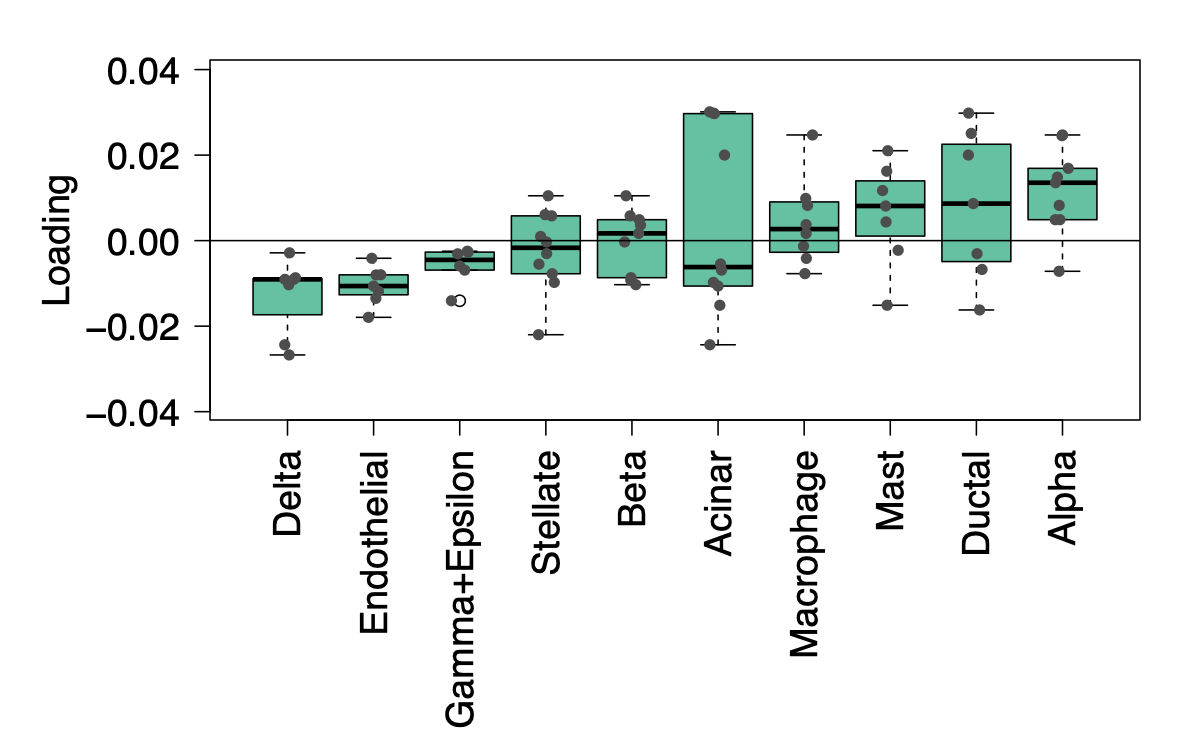 Loading
0.04
0.02
0.00
−0.02
−0.04
Delta
Endothelial
Gamma+Epsilon
Stellate
Beta
Acinar
Macrophage
Mast
Ductal
Alpha